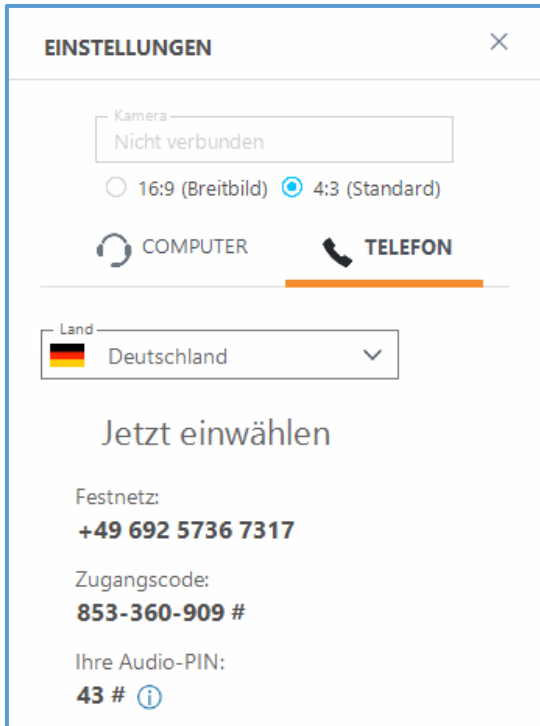 EINSTELLUNGEN
Kamera
Nicht verbunden
16:9 (Breitbild) 4:3 (Standard)
COMPUTER TELEFON
Land
Deutschland
Jetzt einwählen
Festnetz:
+49 692 5736 7317
Zugangscode:
853-360-909 #
Ihre Audio-PIN:
43 #